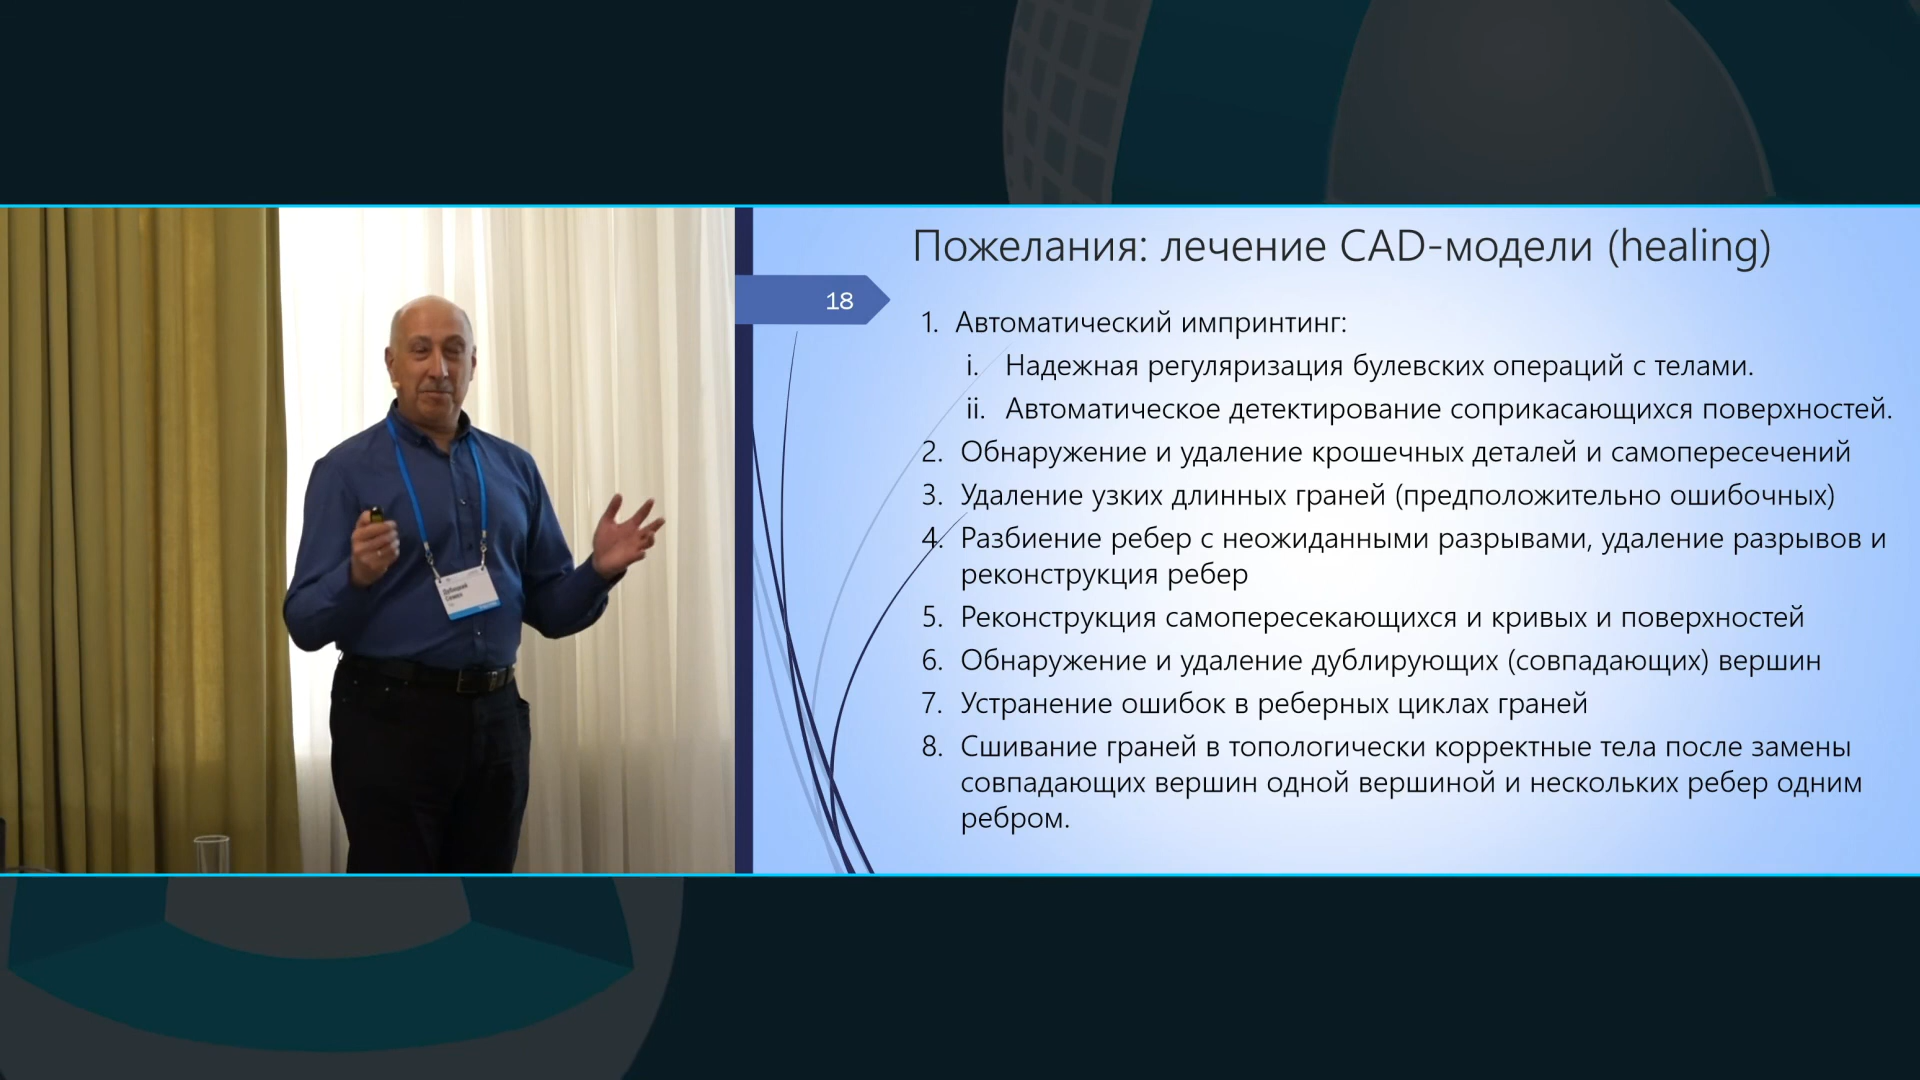 Пожелания: лечение CAD-модели (healing)
18
1. Автоматический импринтинг:
i. Надежная регуляризация булевских операций с телами.
ii. Автоматическое детектирование соприкасающихся поверхностей.
2. Обнаружение и удаление крошечных деталей и самопересечений
3. Удаление узких длинных граней (предположительно ошибочных)
4. Разбиение ребер с неожиданными разрывами, удаление разрывов и
реконструкция ребер
5. Реконструкция самопересекающихся и кривых и поверхностей
6. Обнаружение и удаление дублирующих (совпадающих) вершин
7. Устранение ошибок в реберных циклах граней
8. Сшивание граней в топологически корректные тела после замены
совпадающих вершин одной вершиной и нескольких ребер одним
ребром.